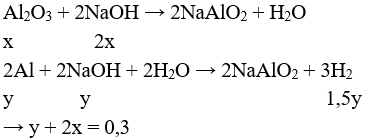 Al₂O₃ + 2NaOH → 2NaAlO₂ + H₂O
x 2x
2Al + 2NaOH + 2H₂O → 2NaAlO₂ + 3H₂
y y 1,5y
→ y + 2x = 0,3